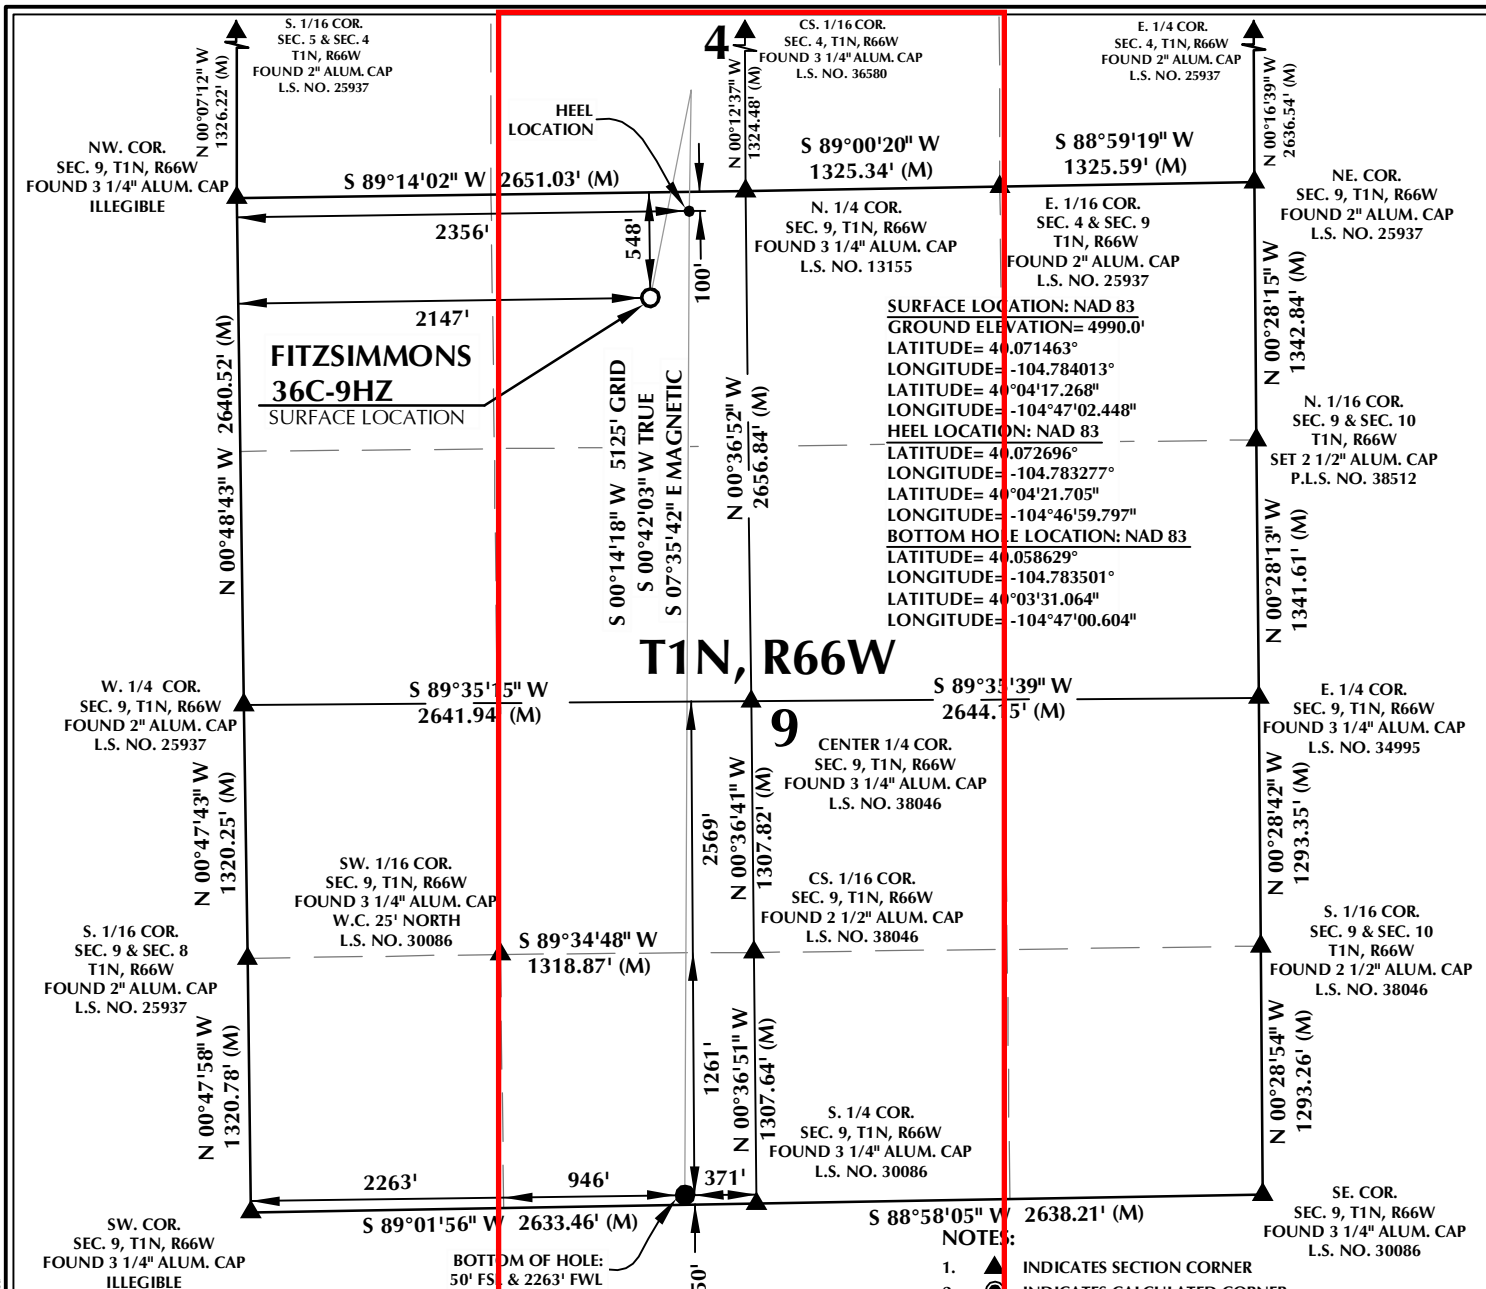 S. 1/16 COR.
SEC. 5 & SEC. 4
T1N, R66W
FOUND 2" ALUM. CAP
L.S. NO. 25937
N 00°07'12" W
1326.22' (M)
4
CS. 1/16 COR.
SEC. 4, T1N, R66W
FOUND 3 1/4" ALUM. CAP
L.S. NO. 36580
N 00°12'37" W
1324.48' (M)
E. 1/4 COR.
SEC. 4, T1N, R66W
FOUND 2" ALUM. CAP
L.S. NO. 25937
N 00°16'39" W
2636.54' (M)
HEEL
LOCATION
NW. COR.
SEC. 9, T1N, R66W
FOUND 3 1/4" ALUM. CAP
ILLEGIBLE
S 89°14'02" W 2651.03' (M)
S 89°00'20" W
1325.34' (M)
S 88°59'19" W
1325.59' (M)
NE. COR.
SEC. 9, T1N, R66W
FOUND 2" ALUM. CAP
L.S. NO. 25937
2356'
548'
100'
N. 1/4 COR.
SEC. 9, T1N, R66W
FOUND 3 1/4" ALUM. CAP
L.S. NO. 13155
E. 1/16 COR.
SEC. 4 & SEC. 9
T1N, R66W
FOUND 2" ALUM. CAP
L.S. NO. 25937
2147'
FITZSIMMONS
36C-9HZ
SURFACE LOCATION
N 00°48'43" W 2640.52' (M)
S 00°14'18" W 5125' GRID
S 00°42'03" W TRUE
S 07°35'42" E MAGNETIC
N 00°36'52" W
2656.84' (M)
SURFACE LOCATION: NAD 83
GROUND ELEVATION= 4990.0'
LATITUDE= 40.071463°
LONGITUDE= -104.784013°
LATITUDE= 40°04'17.268"
LONGITUDE= -104°47'02.448"
HEEL LOCATION: NAD 83
LATITUDE= 40.072696°
LONGITUDE= -104.783277°
LATITUDE= 40°04'21.705"
LONGITUDE= -104°46'59.797"
BOTTOM HOLE LOCATION: NAD 83
LATITUDE= 40.058629°
LONGITUDE= -104.783501°
LATITUDE= 40°03'31.064"
LONGITUDE= -104°47'00.604"
N 00°28'15" W
1342.84' (M)
N. 1/16 COR.
SEC. 9 & SEC. 10
T1N, R66W
SET 2 1/2" ALUM. CAP
P.L.S. NO. 38512
N 00°28'13" W
1341.61' (M)
T1N, R66W
W. 1/4 COR.
SEC. 9, T1N, R66W
FOUND 2" ALUM. CAP
L.S. NO. 25937
S 89°35'15" W
2641.94' (M)
9
S 89°35'39" W
2644.15' (M)
E. 1/4 COR.
SEC. 9, T1N, R66W
FOUND 3 1/4" ALUM. CAP
L.S. NO. 34995
CENTER 1/4 COR.
SEC. 9, T1N, R66W
FOUND 3 1/4" ALUM. CAP
L.S. NO. 38046
N 00°47'43" W
1320.25' (M)
2569'
N 00°36'41" W
1307.82' (M)
N 00°28'42" W
1293.35' (M)
SW. 1/16 COR.
SEC. 9, T1N, R66W
FOUND 3 1/4" ALUM. CAP
W.C. 25' NORTH
L.S. NO. 30086
CS. 1/16 COR.
SEC. 9, T1N, R66W
FOUND 2 1/2" ALUM. CAP
L.S. NO. 38046
S. 1/16 COR.
SEC. 9 & SEC. 8
T1N, R66W
FOUND 2" ALUM. CAP
L.S. NO. 25937
S 89°34'48" W
1318.87' (M)
S. 1/16 COR.
SEC. 9 & SEC. 10
T1N, R66W
FOUND 2 1/2" ALUM. CAP
L.S. NO. 38046
N 00°47'58" W
1320.78' (M)
1261'
N 00°36'51" W
1307.64' (M)
N 00°28'54" W
1293.26' (M)
S. 1/4 COR.
SEC. 9, T1N, R66W
FOUND 3 1/4" ALUM. CAP
L.S. NO. 30086
2263'
946'
371'
SW. COR.
SEC. 9, T1N, R66W
FOUND 3 1/4" ALUM. CAP
ILLEGIBLE
S 89°01'56" W 2633.46' (M)
S 88°58'05" W 2638.21' (M)
SE. COR.
SEC. 9, T1N, R66W
FOUND 3 1/4" ALUM. CAP
L.S. NO. 30086
BOTTOM OF HOLE:
50' FSL & 2263' FWL
50'
NOTES:
1. INDICATES SECTION CORNER
2. INDICATES CALCULATED CORNER